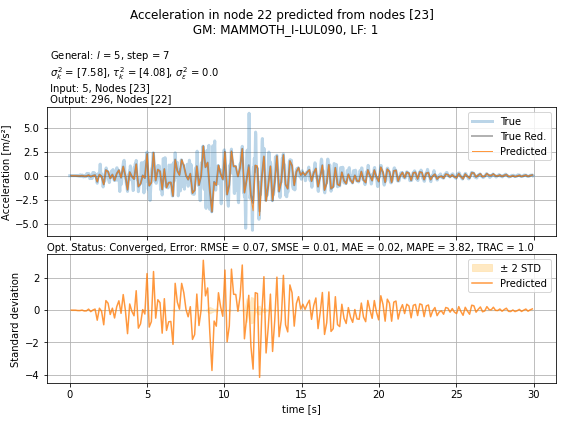 Acceleration in node 22 predicted from nodes [23]
GM: MAMMOTH_I-LUL090, LF: 1
General: l = 5, step = 7
σ²ₖ = [7.58], τ²ₖ = [4.08], σ²_ε = 0.0
Input: 5, Nodes [23]
Output: 296, Nodes [22]
Acceleration [m/s²]
5.0
2.5
0.0
−2.5
−5.0
True
True Red.
Predicted
Opt. Status: Converged, Error: RMSE = 0.07, SMSE = 0.01, MAE = 0.02, MAPE = 3.82, TRAC = 1.0
Standard deviation
2
0
−2
−4
± 2 STD
Predicted
0 5 10 15 20 25 30
time [s]